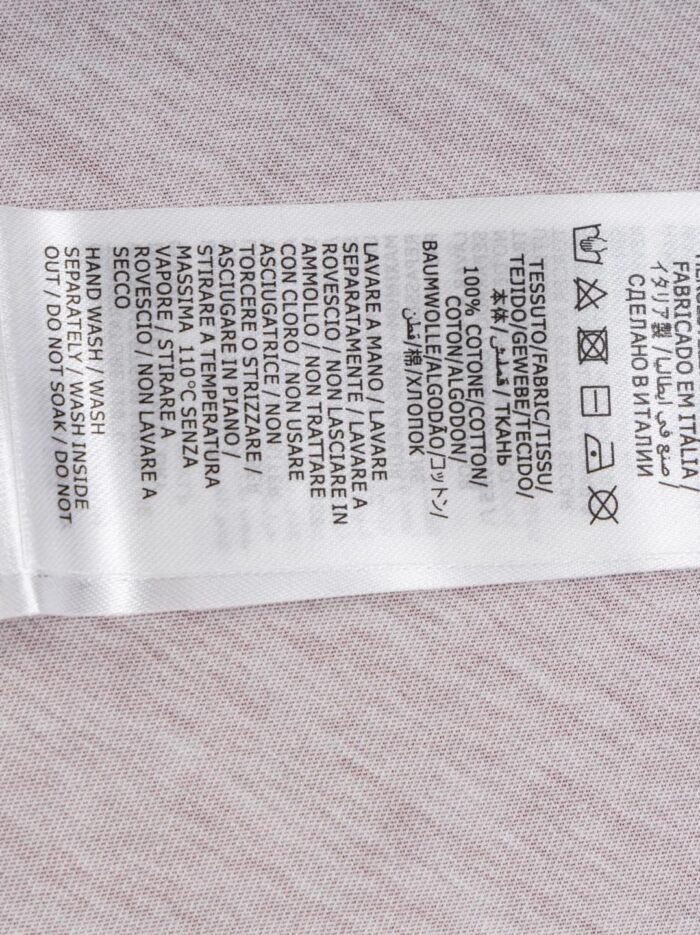 FABRICADO EM ITALIA /
イタリア製 / صنع في إيطاليا /
СДЕЛАНО В ИТАЛИИ
TESSUTO/FABRIC/TISSU/
TEJIDO/GEWEBE/TECIDO/
本体/ قماش / ТКАНЬ
100% COTONE/COTTON/
COTON/ALGODON/
BAUMWOLLE/ALGODÃO/コットン/
قطن/棉/ХЛОПОК
LAVARE A MANO / LAVARE
SEPARATAMENTE / LAVARE A
ROVESCIO / NON LASCIARE IN
AMMOLLO / NON TRATTARE
CON CLORO / NON USARE
ASCIUGATRICE / NON
TORCERE O STRIZZARE /
ASCIUGARE IN PIANO /
STIRARE A TEMPERATURA
MASSIMA 110°C SENZA
VAPORE / STIRARE A
ROVESCIO / NON LAVARE A
SECCO
HAND WASH / WASH
SEPARATELY / WASH INSIDE
OUT / DO NOT SOAK / DO NOT